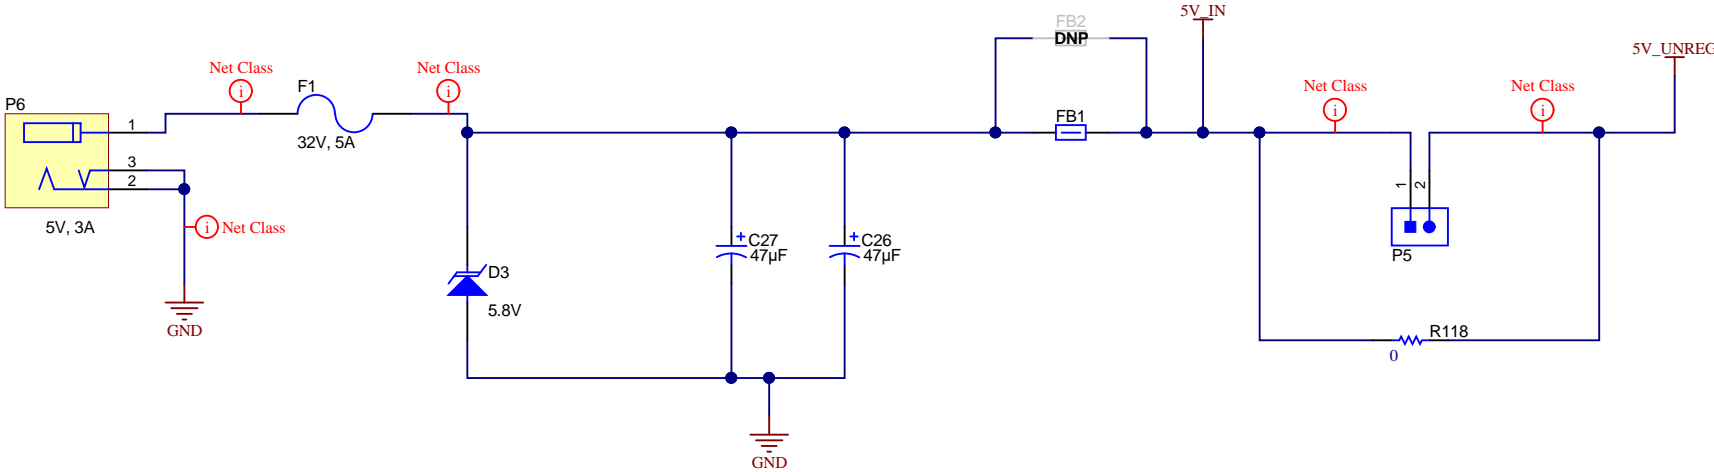 P6
1
3
2
5V, 3A
Net Class
i
Net Class
i
GND
F1
32V, 5A
Net Class
i
D3
5.8V
C27
47µF
C26
47µF
GND
FB2
DNP
FB1
5V_IN
Net Class
i
Net Class
i
5V_UNREG
1
2
P5
R118
0